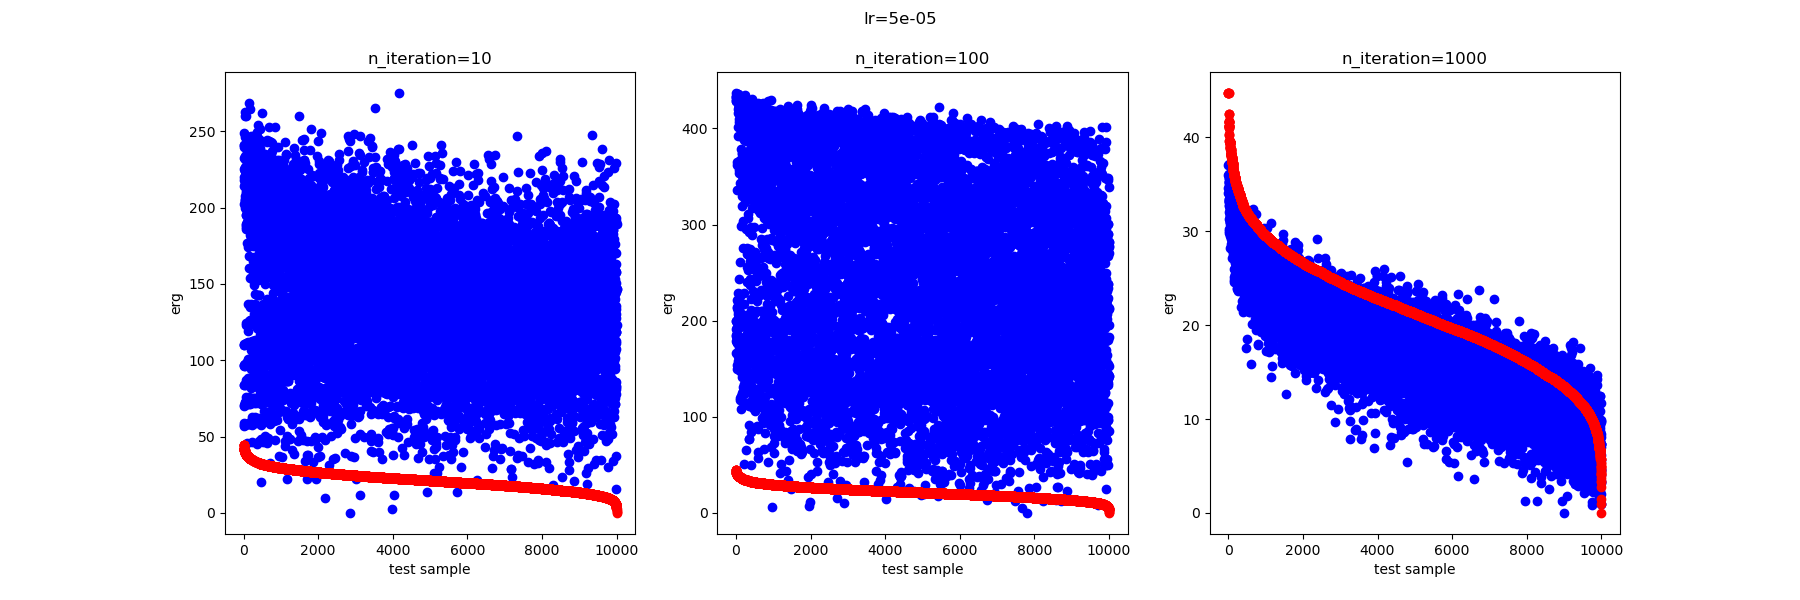 lr=5e-05
n_iteration=10
n_iteration=100
n_iteration=1000
erg
250
200
150
100
50
0
0 2000 4000 6000 8000 10000
test sample
erg
400
300
200
100
0
0 2000 4000 6000 8000 10000
test sample
erg
40
30
20
10
0
0 2000 4000 6000 8000 10000
test sample